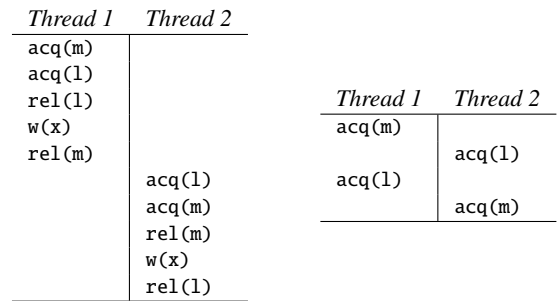 Thread 1 Thread 2
acq(m)
acq(l)
rel(l)
w(x)
rel(m)
acq(l)
acq(m)
rel(m)
w(x)
rel(l)
Thread 1 Thread 2
acq(m)
acq(l)
acq(l)
acq(m)